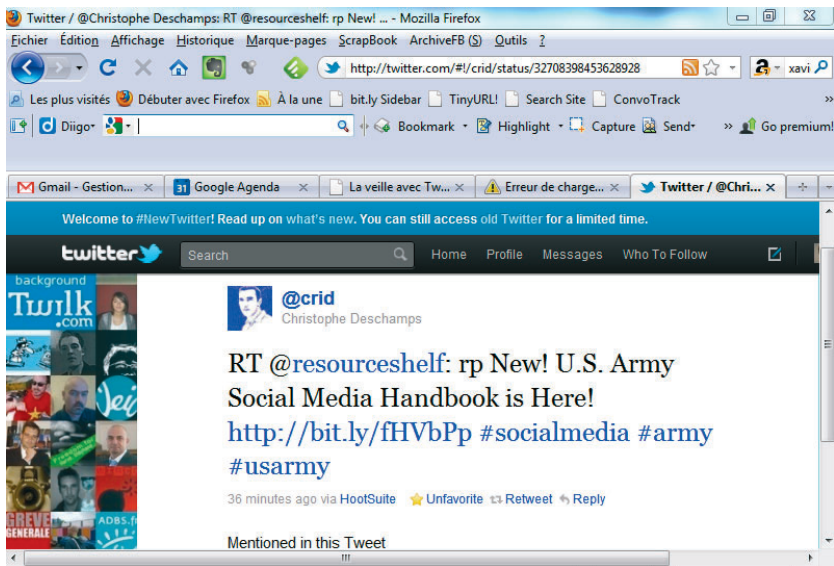 Twitter / @Christophe Deschamps: RT @resourceshelf: rp New! ... - Mozilla Firefox
Fichier Édition Affichage Historique Marque-pages ScrapBook ArchiveFB (S) Outils ?
http://twitter.com/#!/crid/status/32708398453628928 a xavi
Les plus visités Débuter avec Firefox À la une bit.ly Sidebar TinyURL! Search Site ConvoTrack »
d Diigo Bookmark Highlight Capture Send » Go premium!
Gmail - Gestion... 31 Google Agenda La veille avec Tw... Erreur de charge... Twitter / @Chri...
Welcome to #NewTwitter! Read up on what's new. You can still access old Twitter for a limited time.
twitter Search Home Profile Messages Who To Follow
background
Twilk
.com
Jeu
GREVE
GENERALE
ADBS.f
@crid
Christophe Deschamps
RT @resourceshelf: rp New! U.S. Army
Social Media Handbook is Here!
http://bit.ly/fHVbPp #socialmedia #army
#usarmy
36 minutes ago via HootSuite Unfavorite Retweet Reply
Mentioned in this Tweet